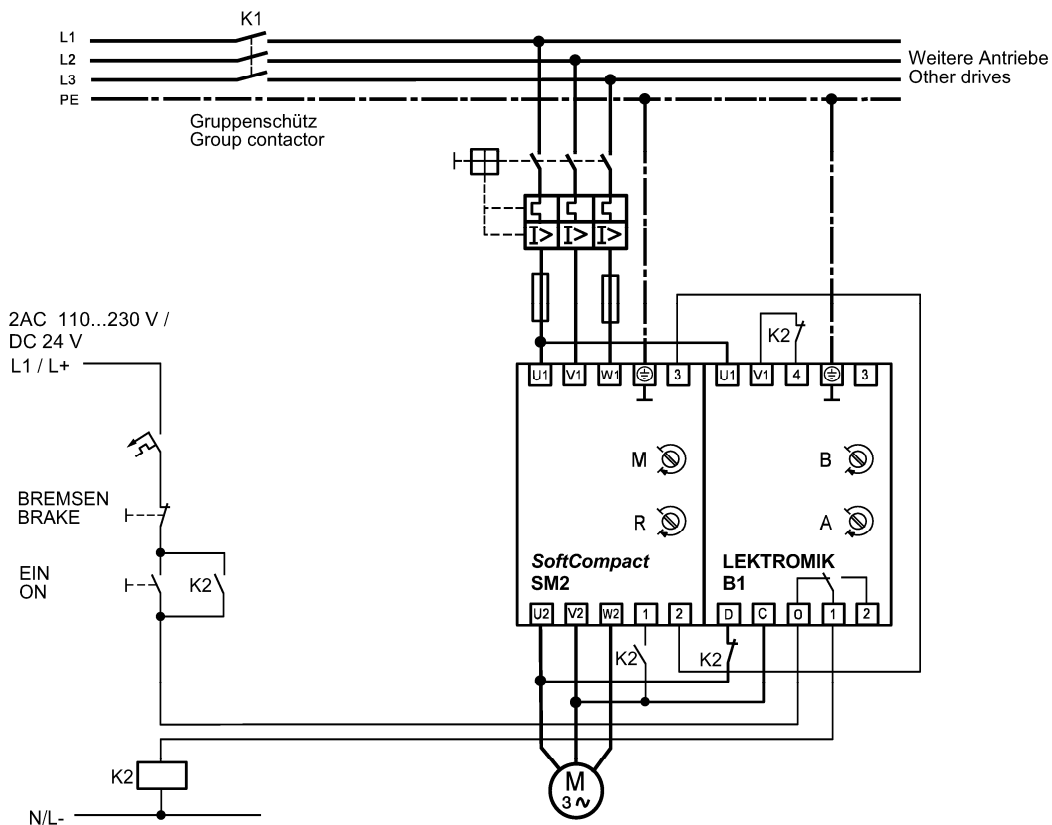 K1
L1
L2
L3
PE
Weitere Antriebe
Other drives
Gruppenschütz
Group contactor
I> I> I>
2AC 110...230 V /
DC 24 V
L1 / L+
K2
U1 V1 W1 3 U1 V1 4 3
M B
R A
BREMSEN
BRAKE
EIN
ON
K2
SoftCompact
SM2
LEKTROMIK
B1
U2 V2 W2 1 2 D C 0 1 2
K2 K2
K2
M
3 ~
N/L-